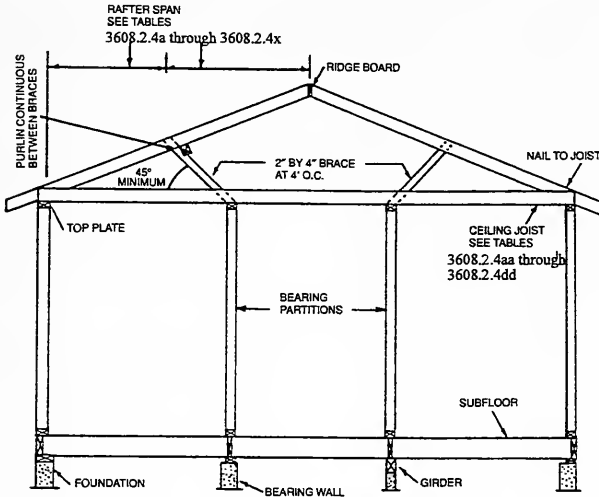 RAFTER SPAN
SEE TABLES
3608.2.4a through 3608.2.4x
RIDGE BOARD
PURLIN CONTINUOUS
BETWEEN BRACES
45°
MINIMUM
2" BY 4" BRACE
AT 4' O.C.
NAIL TO JOIST
TOP PLATE
CEILING JOIST
SEE TABLES
3608.2.4aa through
3608.2.4dd
BEARING
PARTITIONS
SUBFLOOR
FOUNDATION
BEARING WALL
GIRDER